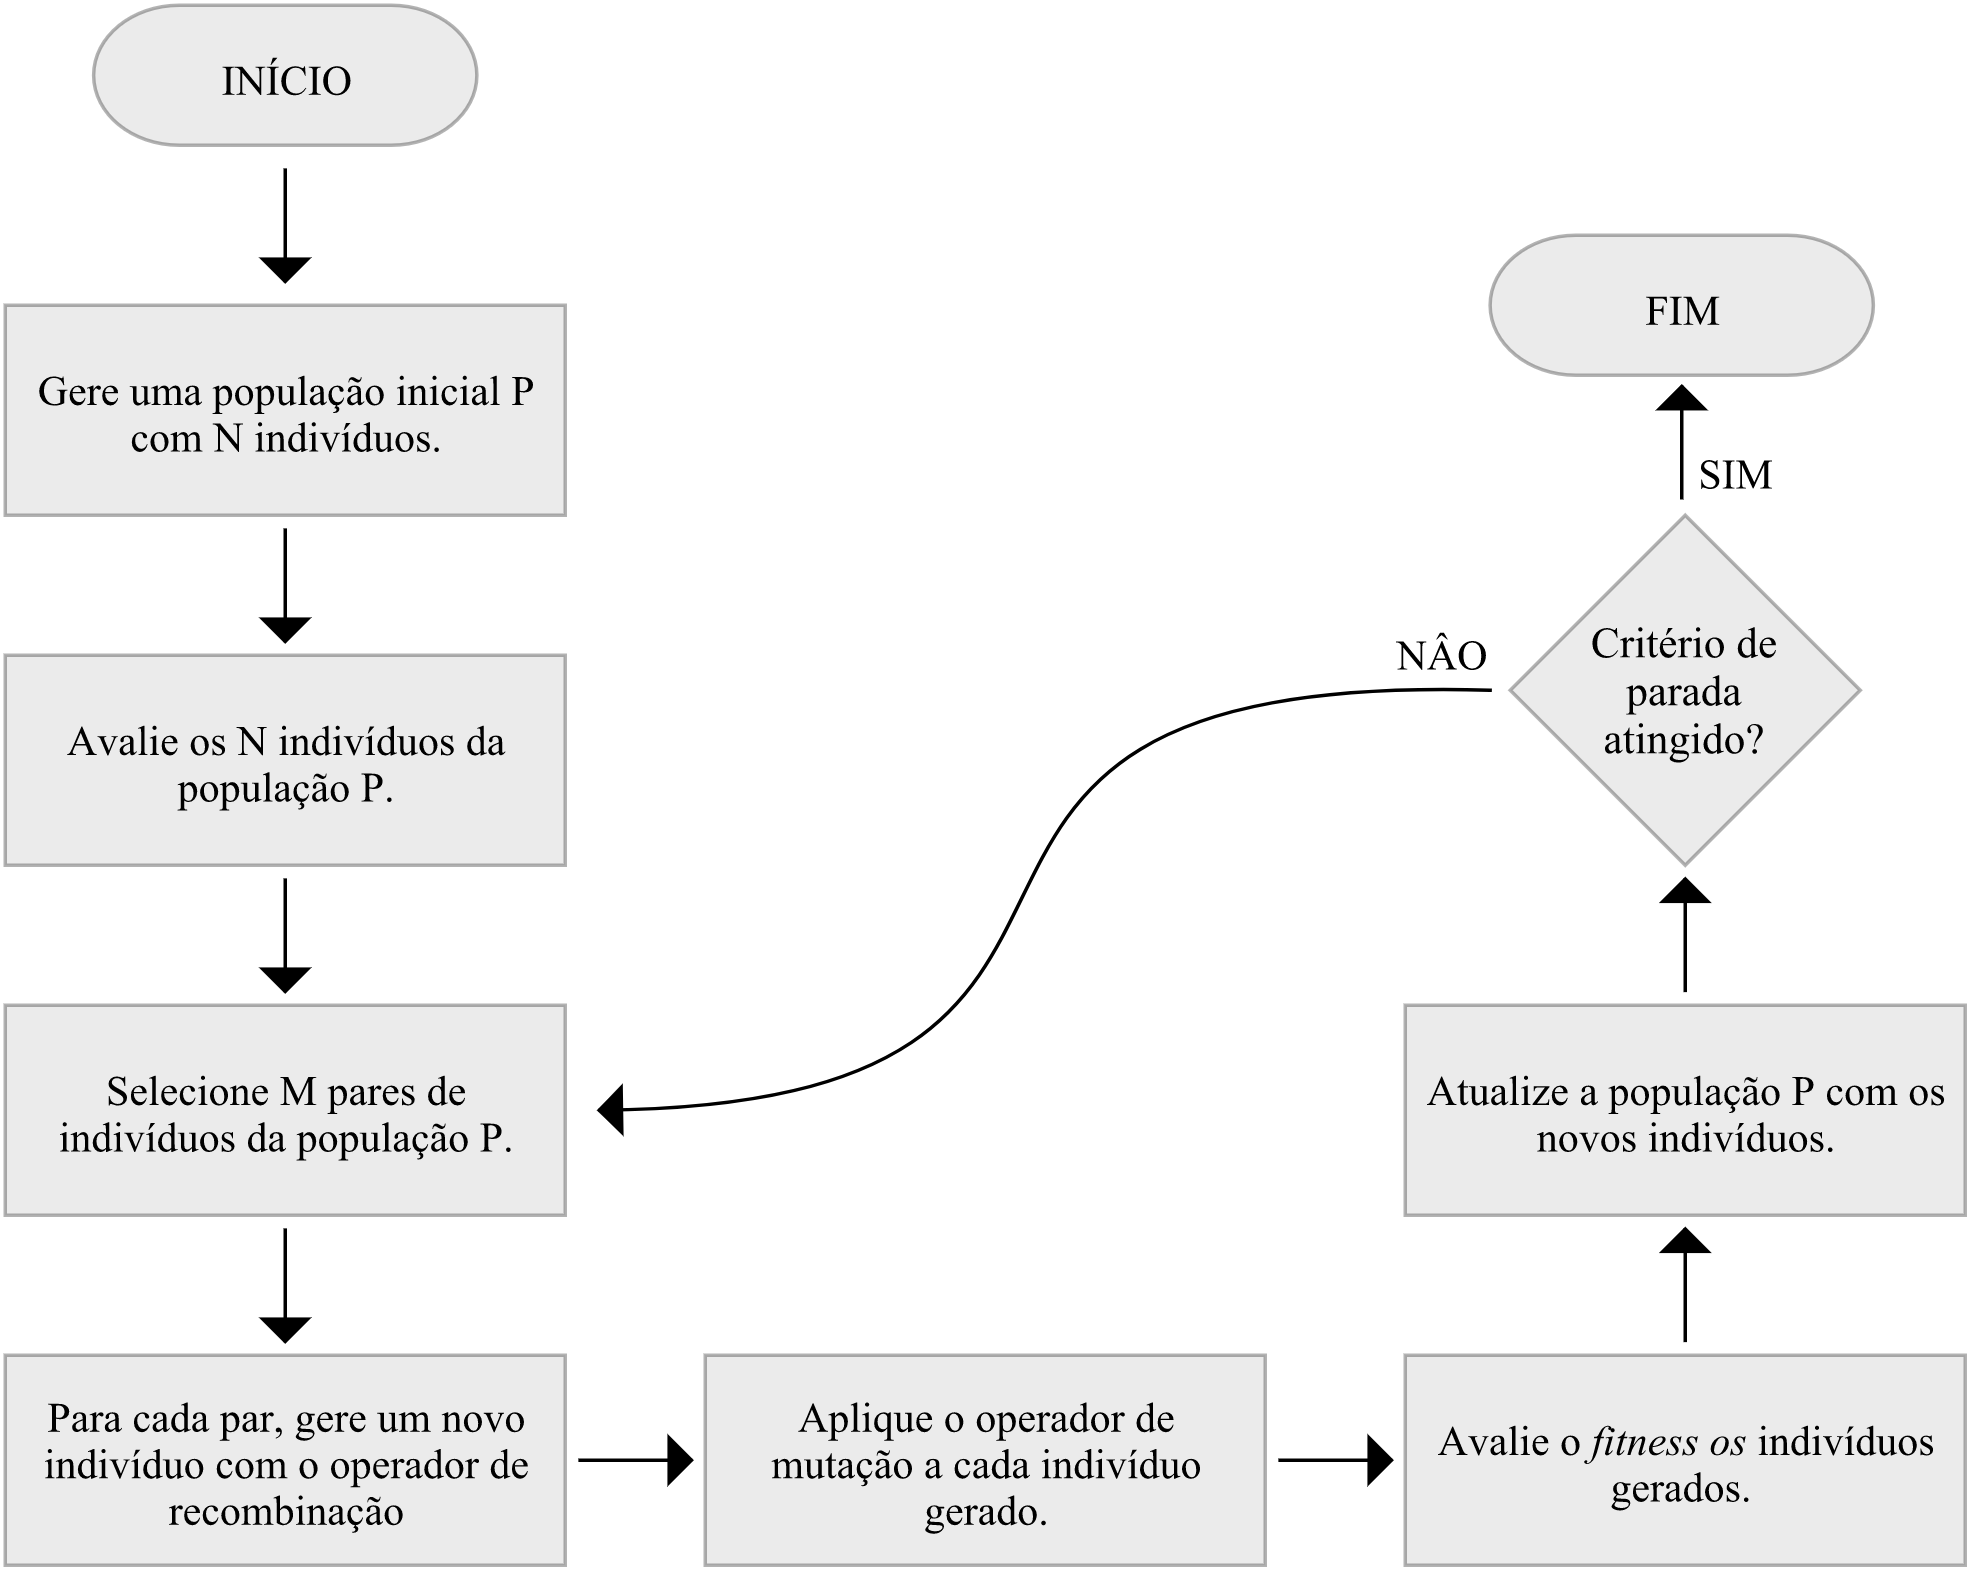 INÍCIO
Gere uma população inicial P
com N indivíduos.
Avalie os N indivíduos da
população P.
Selecione M pares de
indivíduos da população P.
Para cada par, gere um novo
indivíduo com o operador de
recombinação
Aplique o operador de
mutação a cada indivíduo
gerado.
Avalie o fitness os indivíduos
gerados.
Atualize a população P com os
novos indivíduos.
Critério de
parada
atingido?
NÂO
SIM
FIM